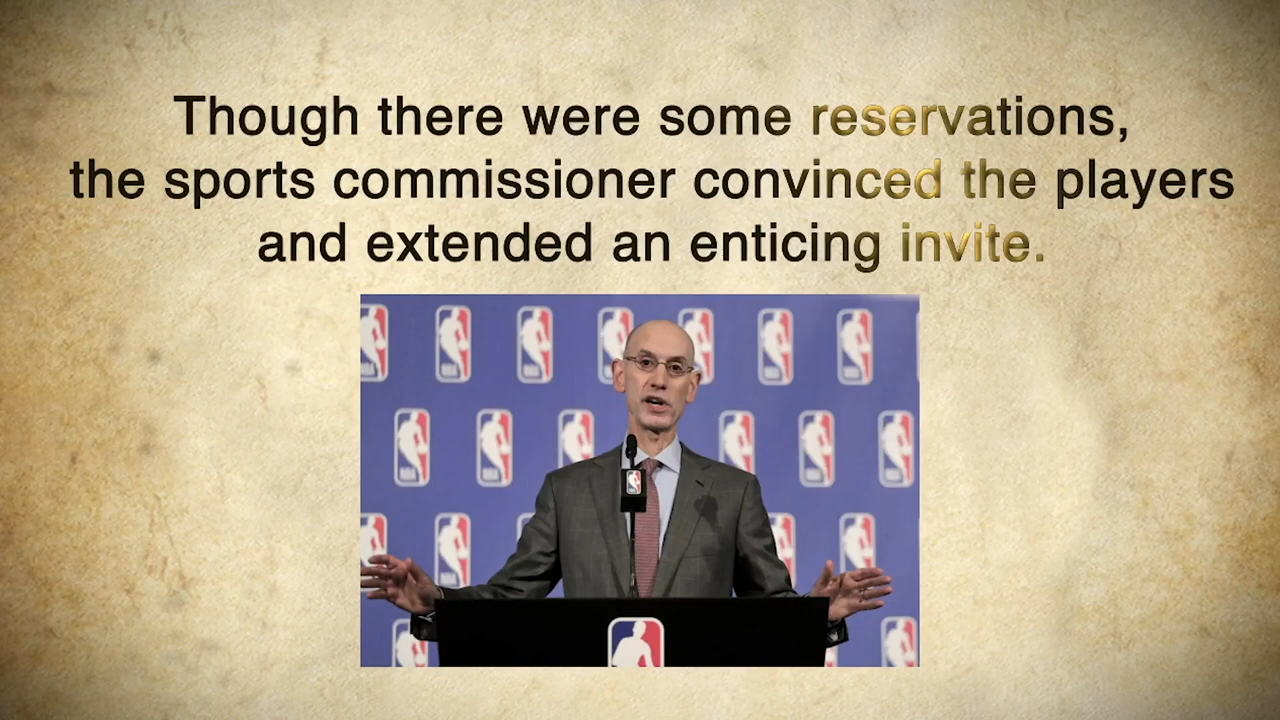 Though there were some reservations,
the sports commissioner convinced the players
and extended an enticing invite.